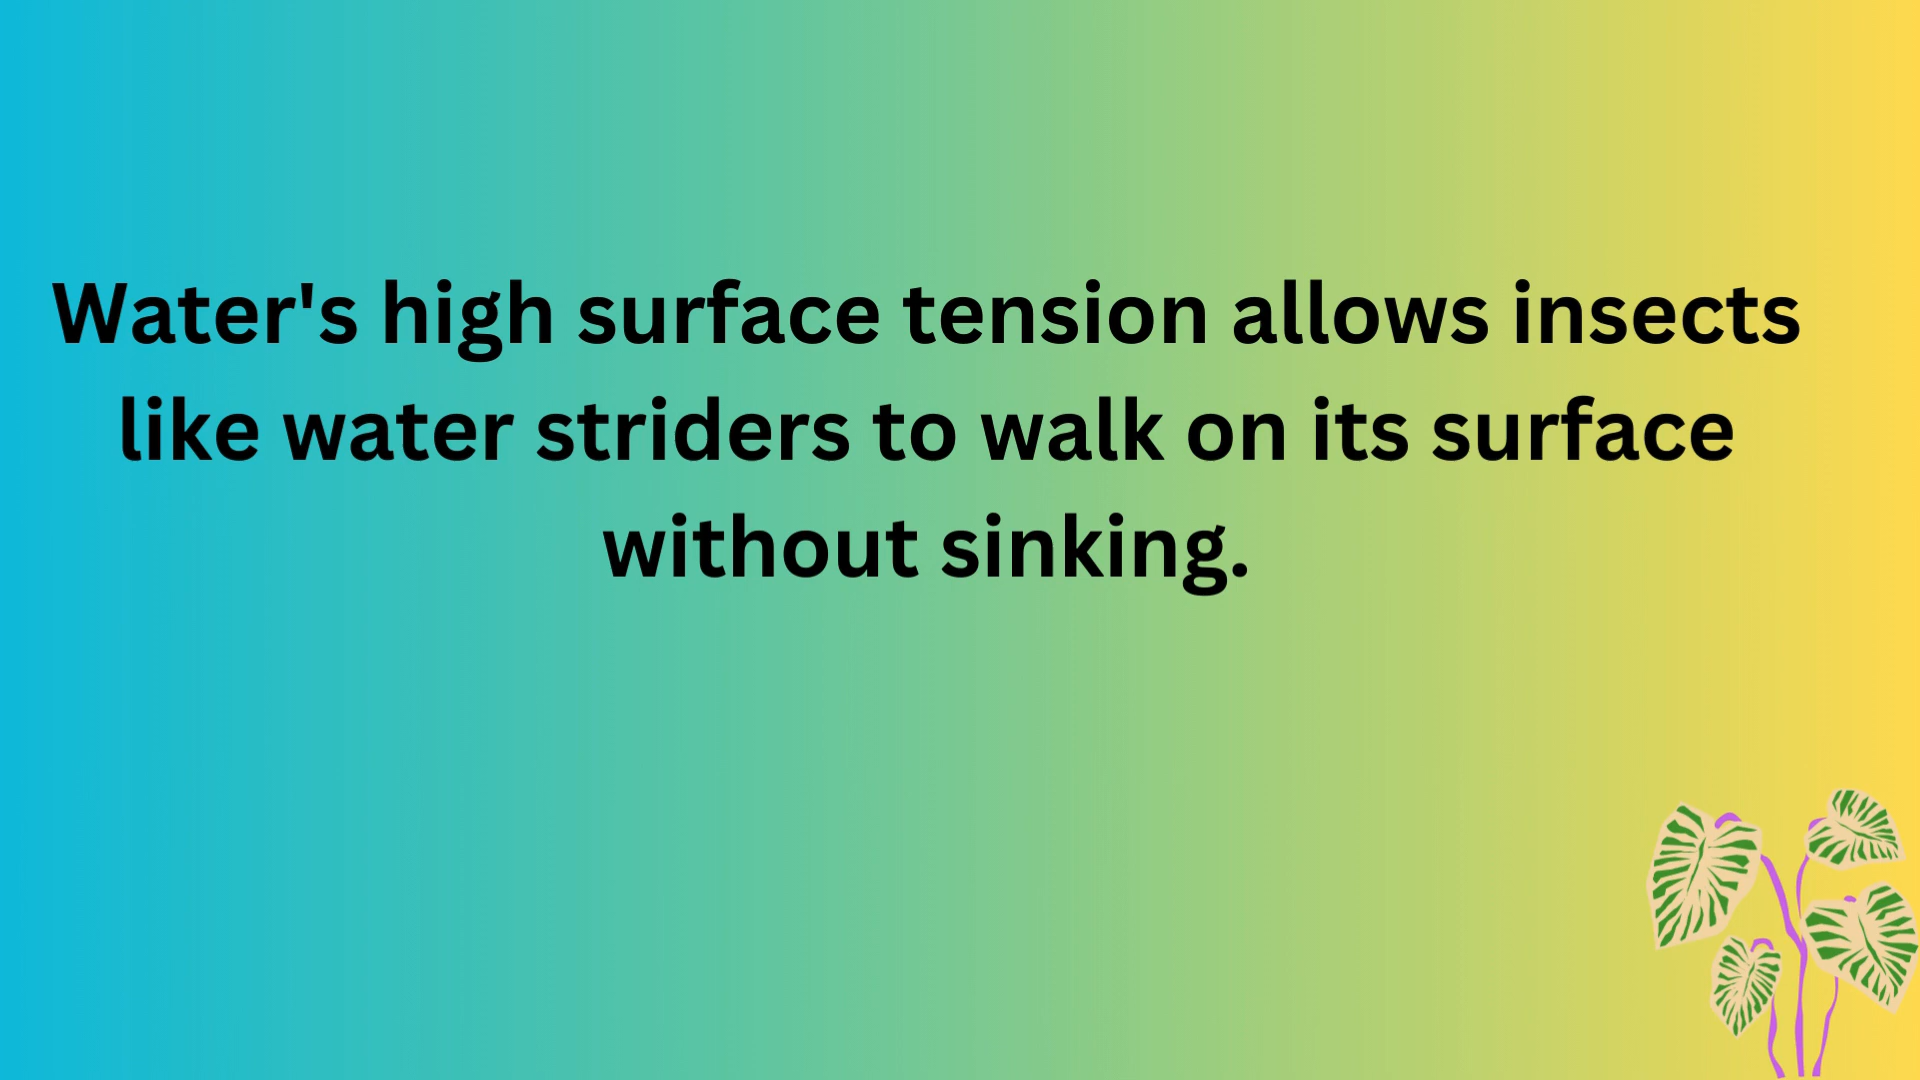 Water's high surface tension allows insects
like water striders to walk on its surface
without sinking.